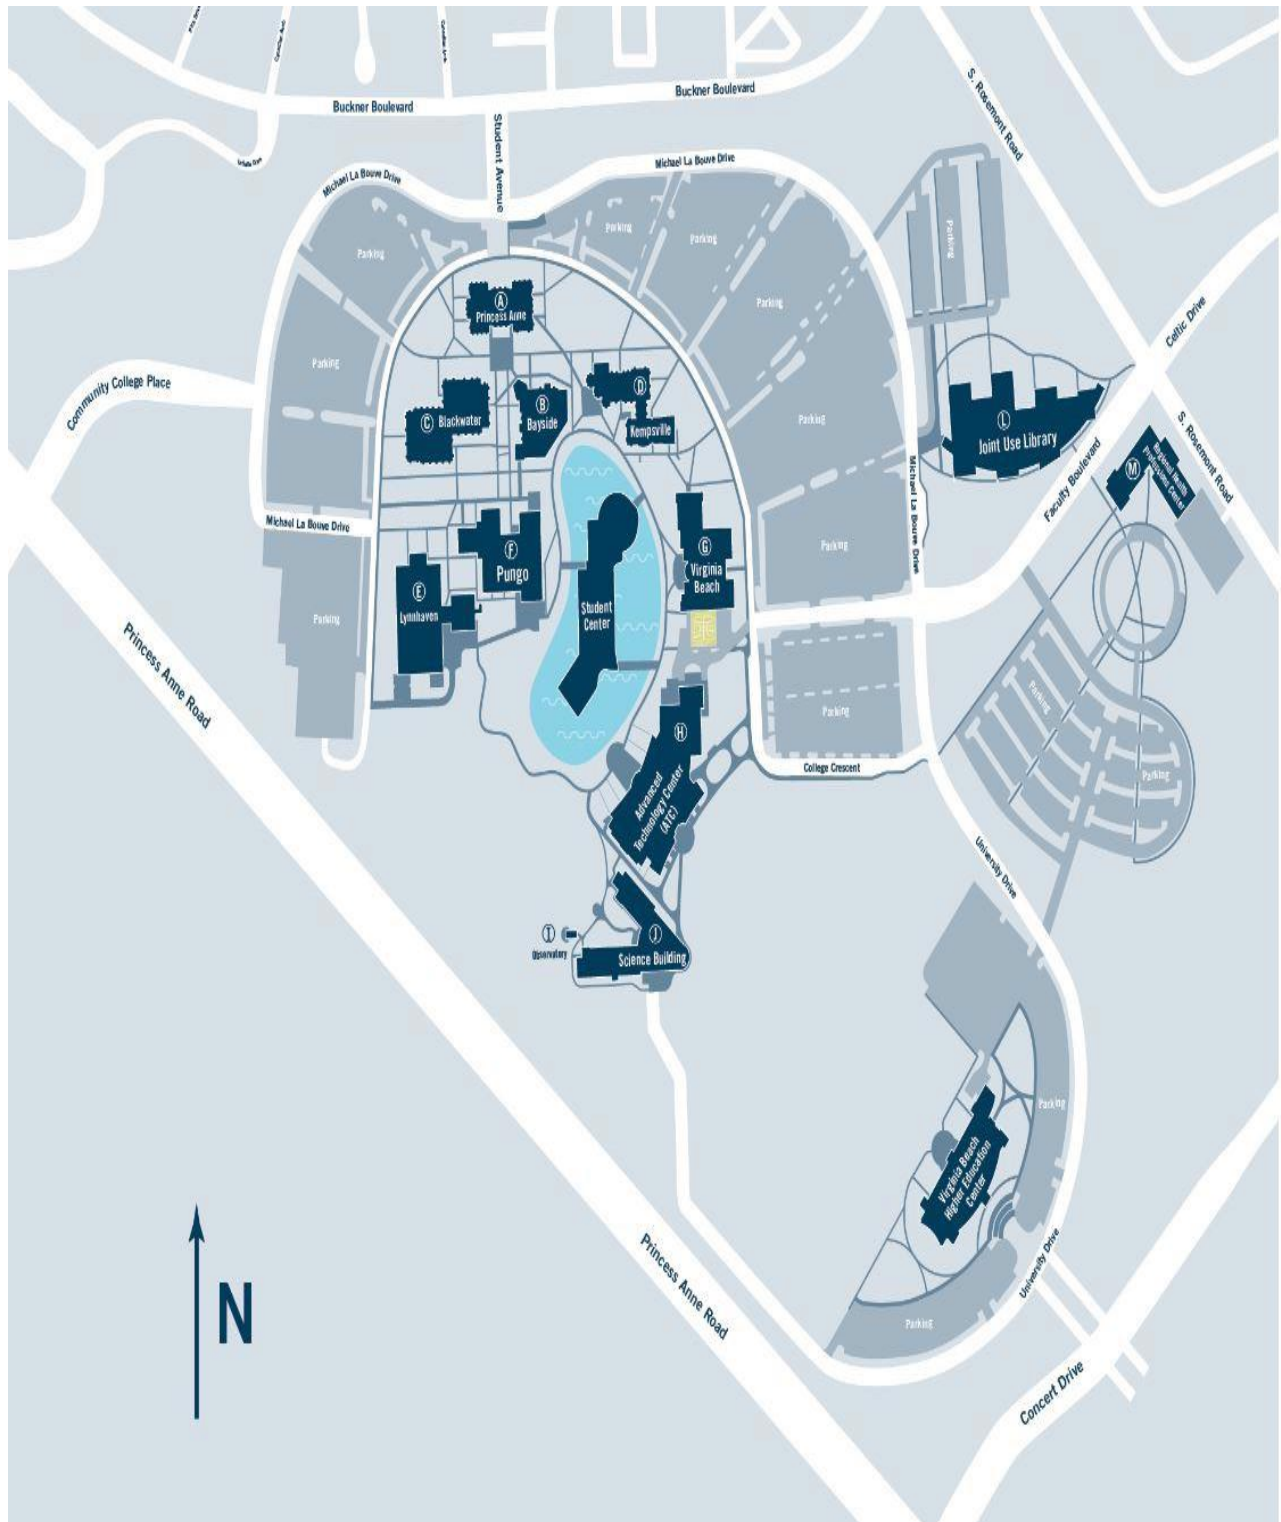 Buckner Boulevard
Buckner Boulevard
Student Avenue
S. Rosemont Road
Michael La Bouve Drive
Michael La Bouve Drive
Parking
Parking
Parking
Parking
Parking
Celtic Drive
A
Princess Anne
Parking
Community College Place
D
Kempsville
B
Bayside
C Blackwater
Parking
L
Joint Use Library
S. Rosemont Road
M
Regional Health
Professions Center
Faculty Boulevard
Michael La Bouve Drive
Michael La Bouve Drive
Parking
F
Pungo
G
Virginia
Beach
E
Lynnhaven
Student
Center
Parking
Princess Anne Road
Parking
Parking
Parking
College Crescent
H
Advanced
Technology Center
(ATC)
University Drive
I
Observatory
J
Science Building
Parking
Virginia Beach
Higher Education
Center
University Drive
Parking
Princess Anne Road
Concert Drive
N